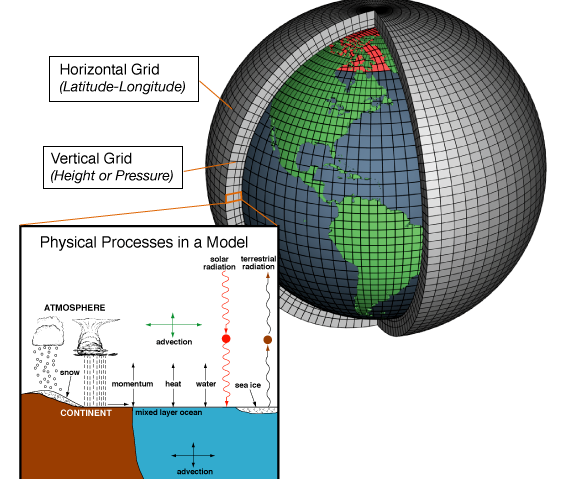 Horizontal Grid
(Latitude-Longitude)
Vertical Grid
(Height or Pressure)
Physical Processes in a Model
solar
radiation
terrestrial
radiation
ATMOSPHERE
advection
snow
momentum
heat
water
sea ice
CONTINENT
mixed layer ocean
advection